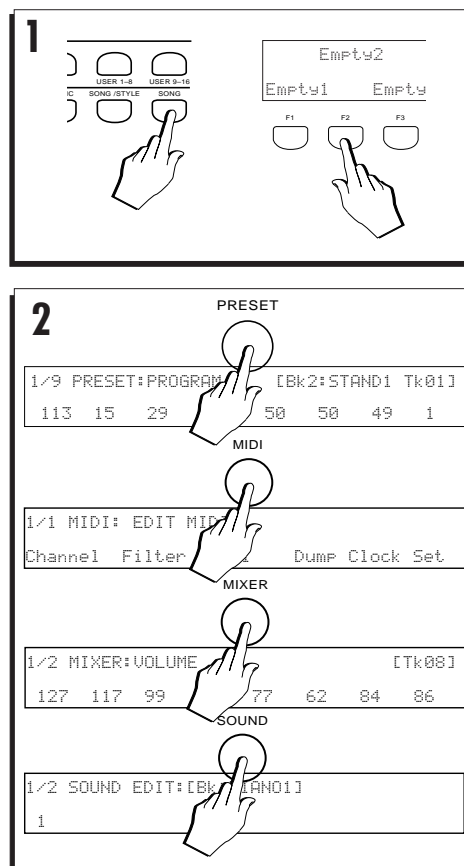 1
USER 1–8 USER 9–16
IC SONG /STYLE SONG
Empty2
Empty1 Empty
F1 F2 F3
2
PRESET
1/9 PRESET:PROGRAM [Bk2:STAND1 Tk01]
113 15 29 50 50 49 1
MIDI
1/1 MIDI: EDIT MID
Channel Filter Dump Clock Set
MIXER
1/2 MIXER:VOLUME [Tk08]
127 117 99 77 62 84 86
SOUND
1/2 SOUND EDIT:[Bk IANO1]
1